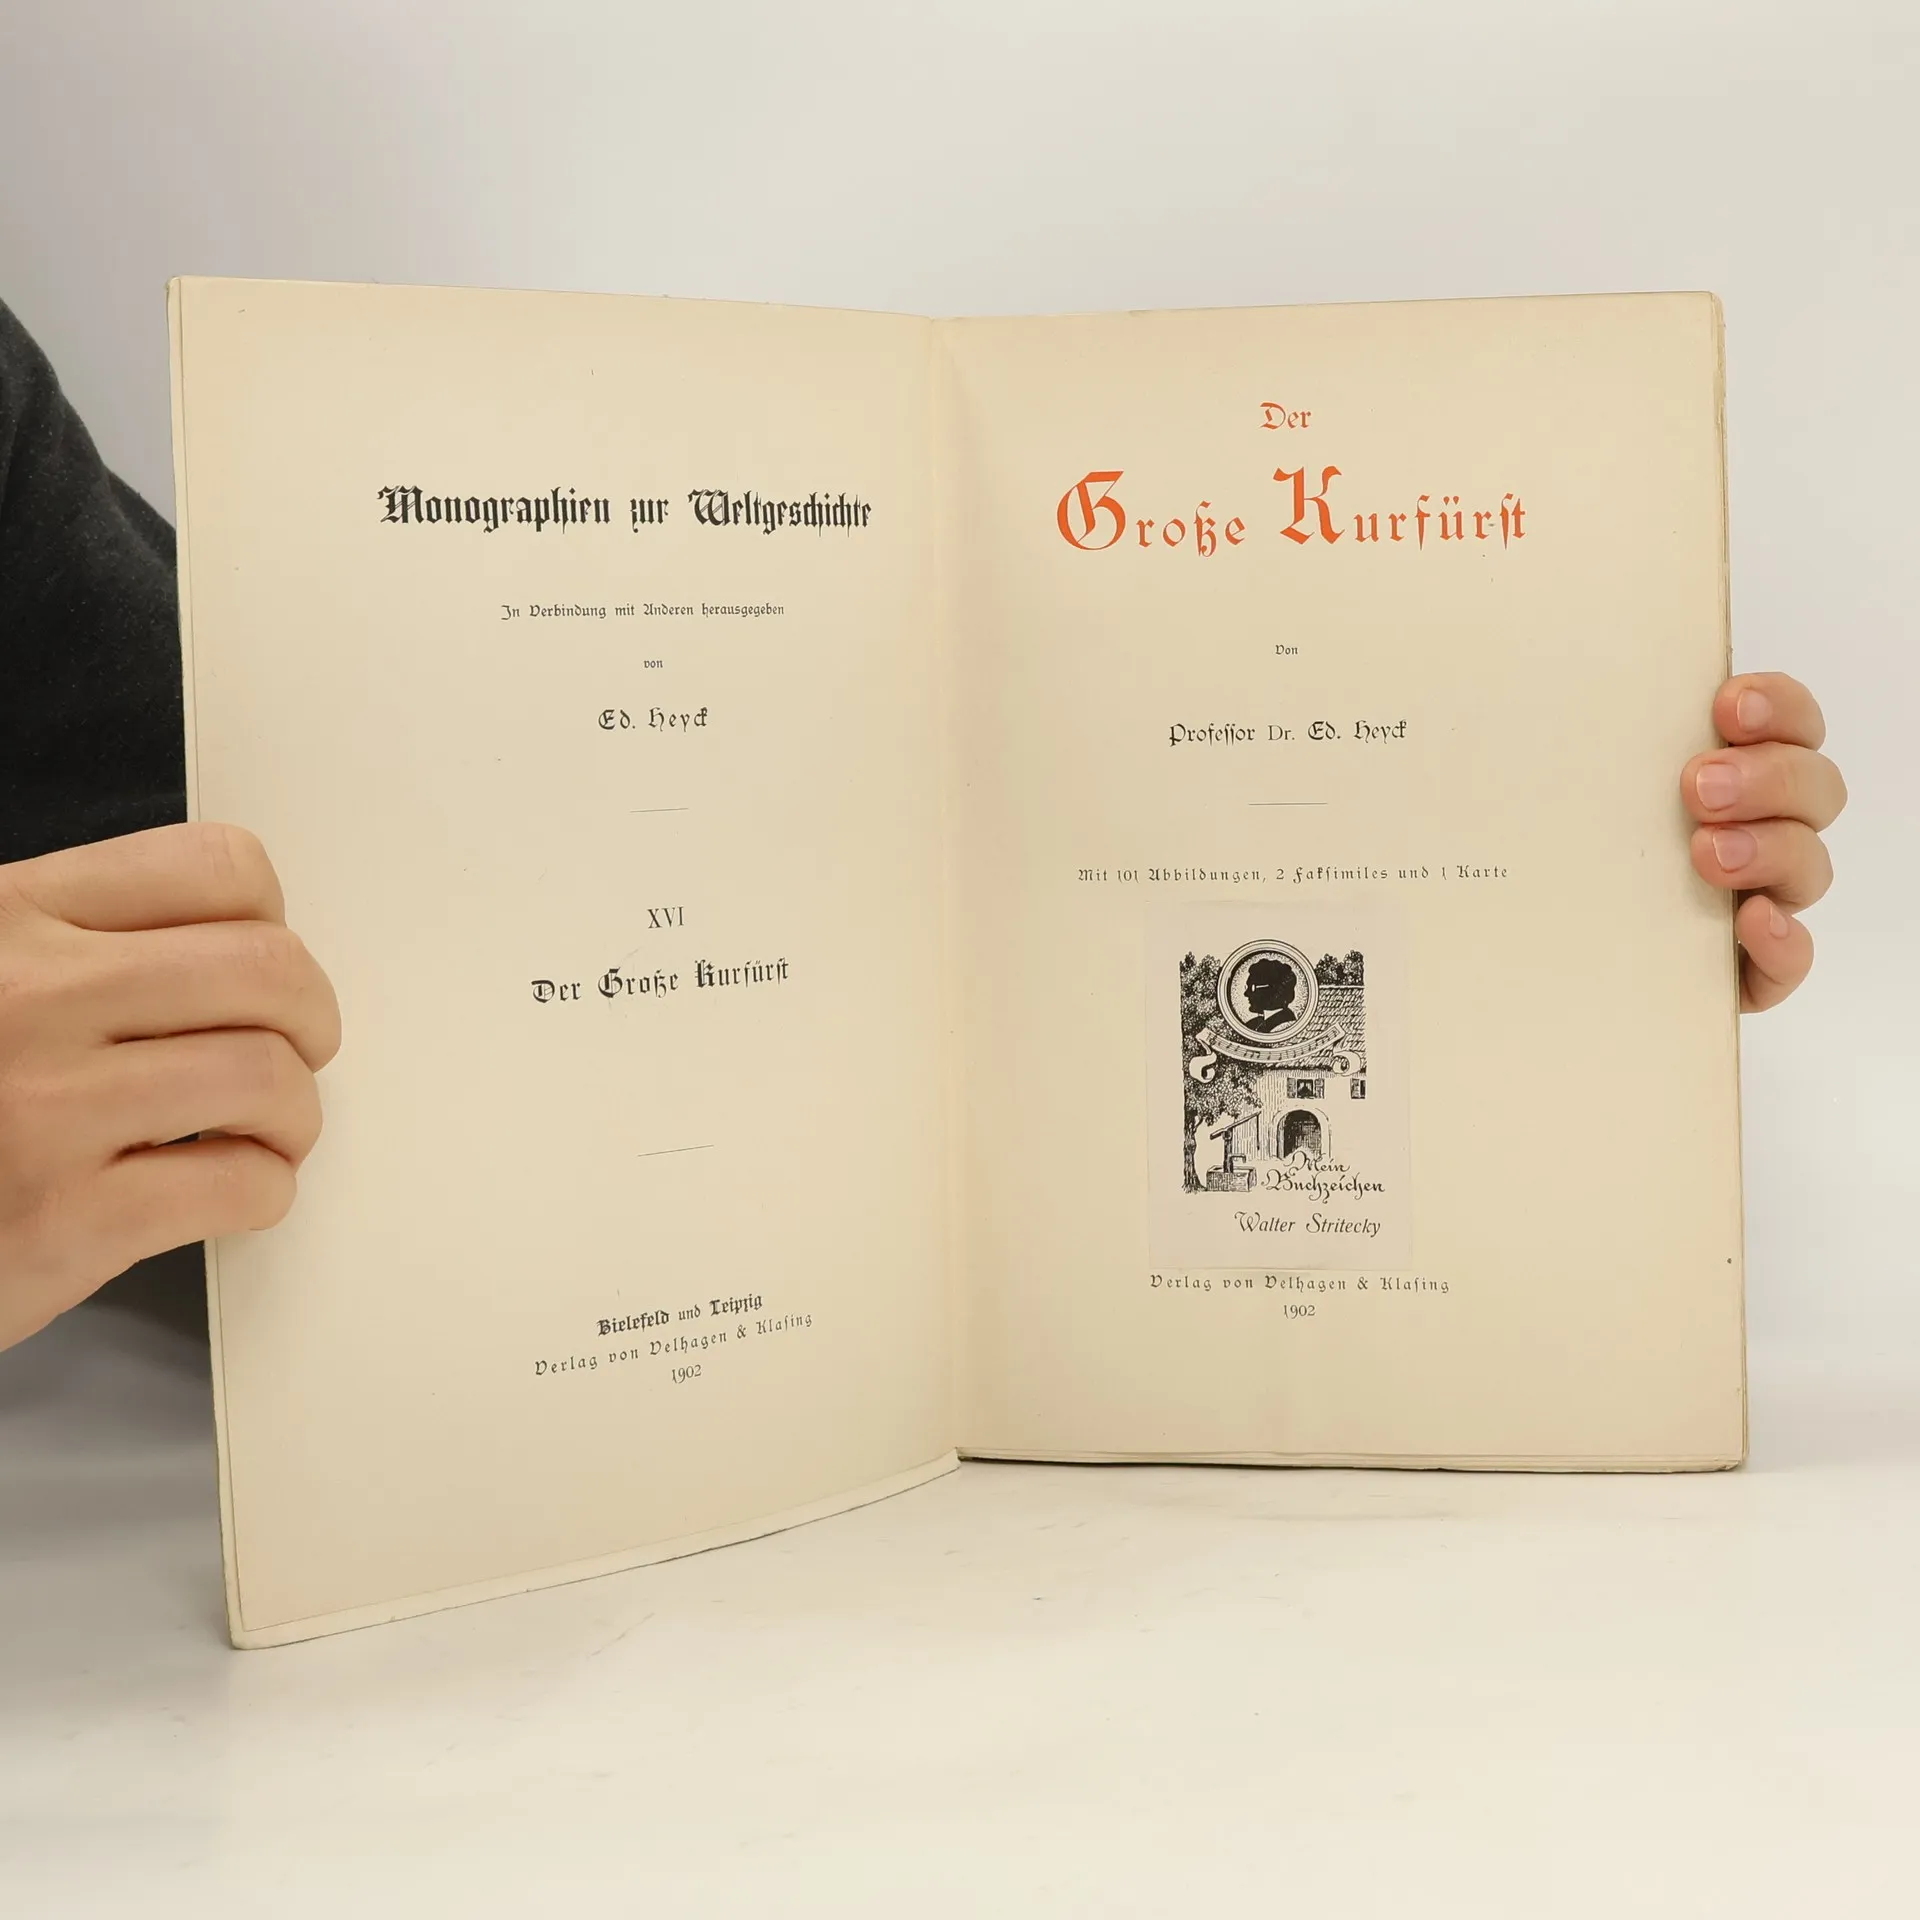 Monographien zur Weltgeschichte
In Verbindung mit Anderen herausgegeben
von
Ed. Heyck
XVI
Der Große Kurfürſt
Bielefeld und Leipzig
Verlag von Velhagen & Klaſing
1902
Der
Große Kurfürſt
Von
Profeſſor Dr. Ed. Heyck
Mit 101 Abbildungen, 2 Fakſimiles und 1 Karte
Mein
Buchzeichen
Walter Stritecky
Verlag von Velhagen & Klaſing
1902